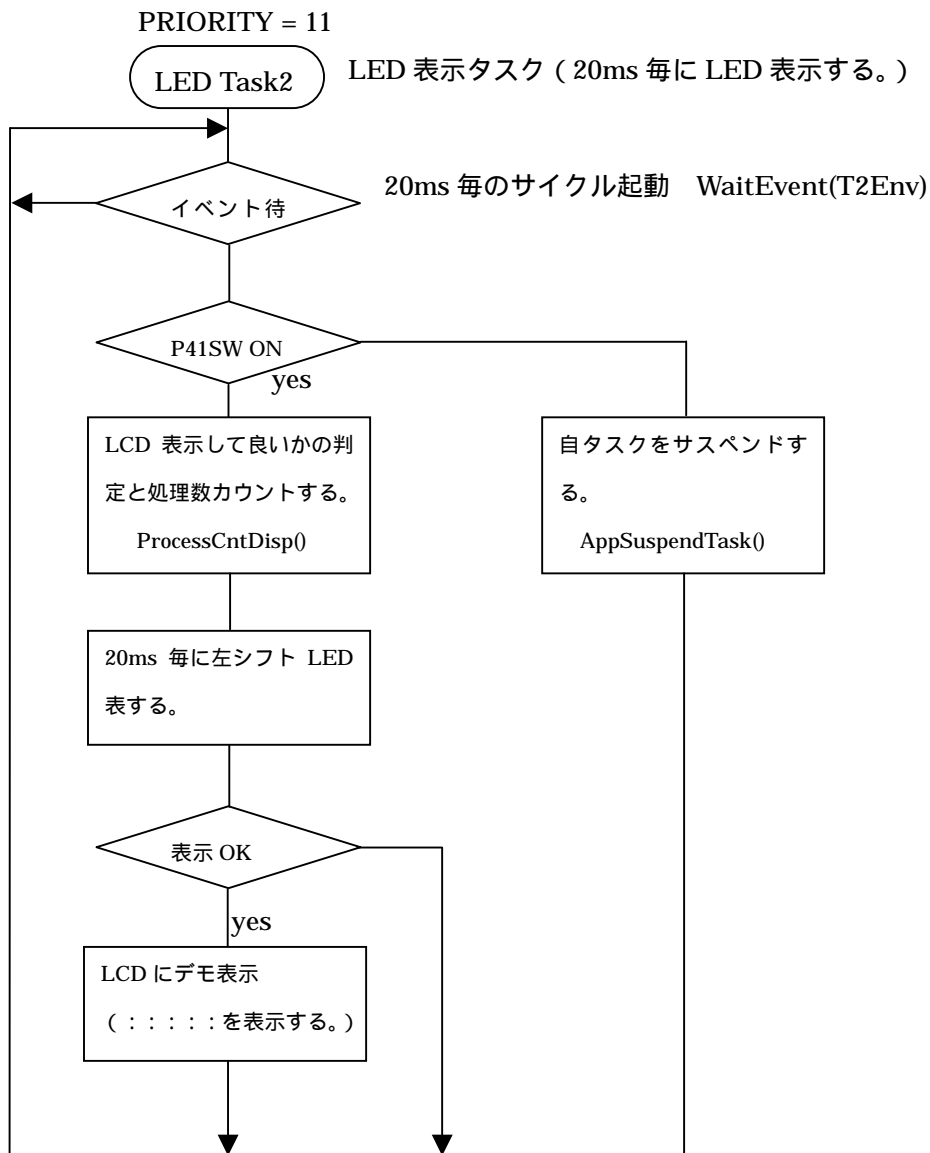 PRIORITY = 11
LED Task2
LED 表示タスク ( 20ms 毎に LED 表示する。)
イベント待
20ms 毎のサイクル起動 WaitEvent(T2Env)
P41SW ON
yes
LCD 表示して良いかの判
定と処理数カウントする。
ProcessCntDisp()
自タスクをサスペンドす
る。
AppSuspendTask()
20ms 毎に左シフト LED
表する。
表示 OK
yes
LCD にデモ表示
(:::::を表示する。)